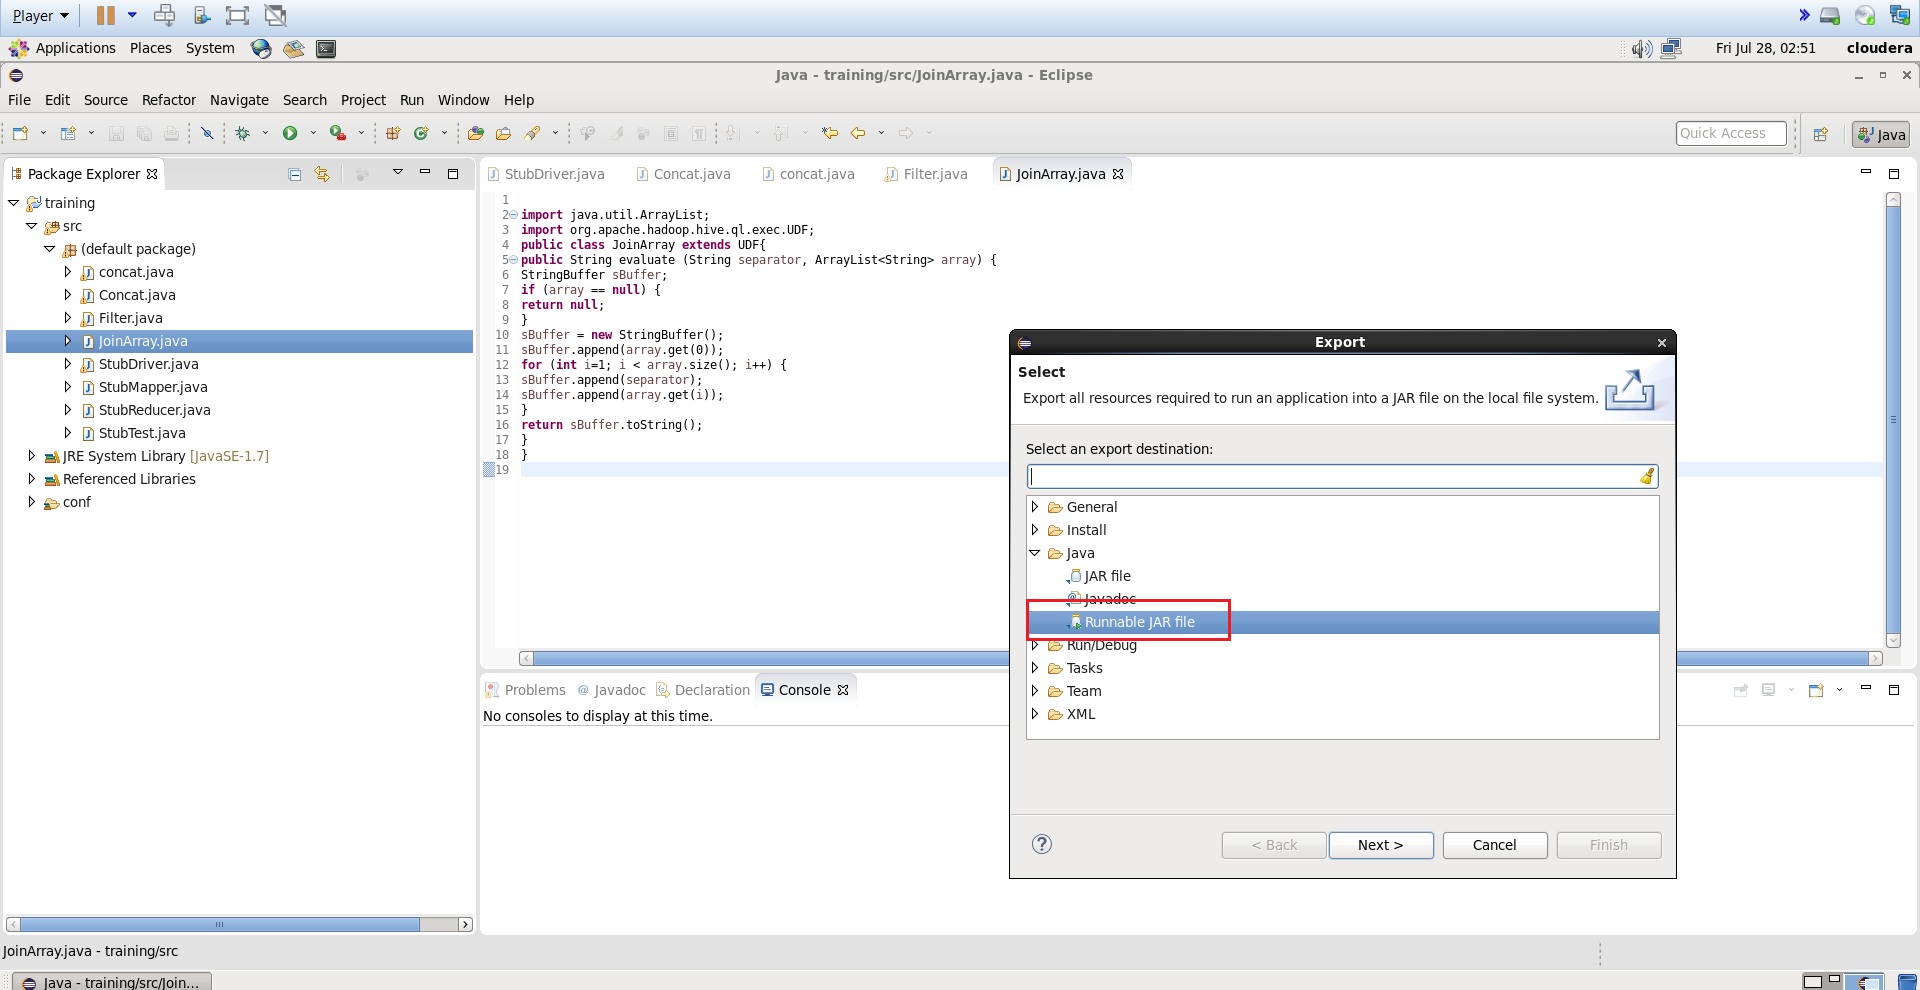 Player
Applications Places System
Fri Jul 28, 02:51 cloudera
Java - training/src/JoinArray.java - Eclipse
File Edit Source Refactor Navigate Search Project Run Window Help
Quick Access
Java
Package Explorer
training
src
(default package)
concat.java
Concat.java
Filter.java
JoinArray.java
StubDriver.java
StubMapper.java
StubReducer.java
StubTest.java
JRE System Library [JavaSE-1.7]
Referenced Libraries
conf
StubDriver.java Concat.java concat.java Filter.java JoinArray.java
1
2 import java.util.ArrayList;
3 import org.apache.hadoop.hive.ql.exec.UDF;
4 public class JoinArray extends UDF{
5 public String evaluate (String separator, ArrayList<String> array) {
6 StringBuffer sBuffer;
7 if (array == null) {
8 return null;
9 }
10 sBuffer = new StringBuffer();
11 sBuffer.append(array.get(0));
12 for (int i=1; i < array.size(); i++) {
13 sBuffer.append(separator);
14 sBuffer.append(array.get(i));
15 }
16 return sBuffer.toString();
17 }
18 }
19
Problems @ Javadoc Declaration Console
No consoles to display at this time.
Export
Select
Export all resources required to run an application into a JAR file on the local file system.
Select an export destination:
General
Install
Java
JAR file
Javadoc
Runnable JAR file
Run/Debug
Tasks
Team
XML
? < Back Next > Cancel Finish
JoinArray.java - training/src
Java - training/src/Join...